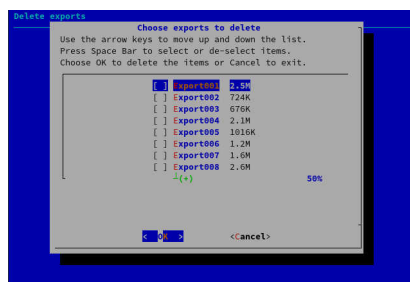 Delete exports
Choose exports to delete
Use the arrow keys to move up and down the list.
Press Space Bar to select or de-select items.
Choose OK to delete the items or Cancel to exit.
[ ] Export001 2.5M
[ ] Export002 724K
[ ] Export003 676K
[ ] Export004 2.1M
[ ] Export005 1016K
[ ] Export006 1.2M
[ ] Export007 1.6M
[ ] Export008 2.6M
(+) 50%
< OK > <Cancel>